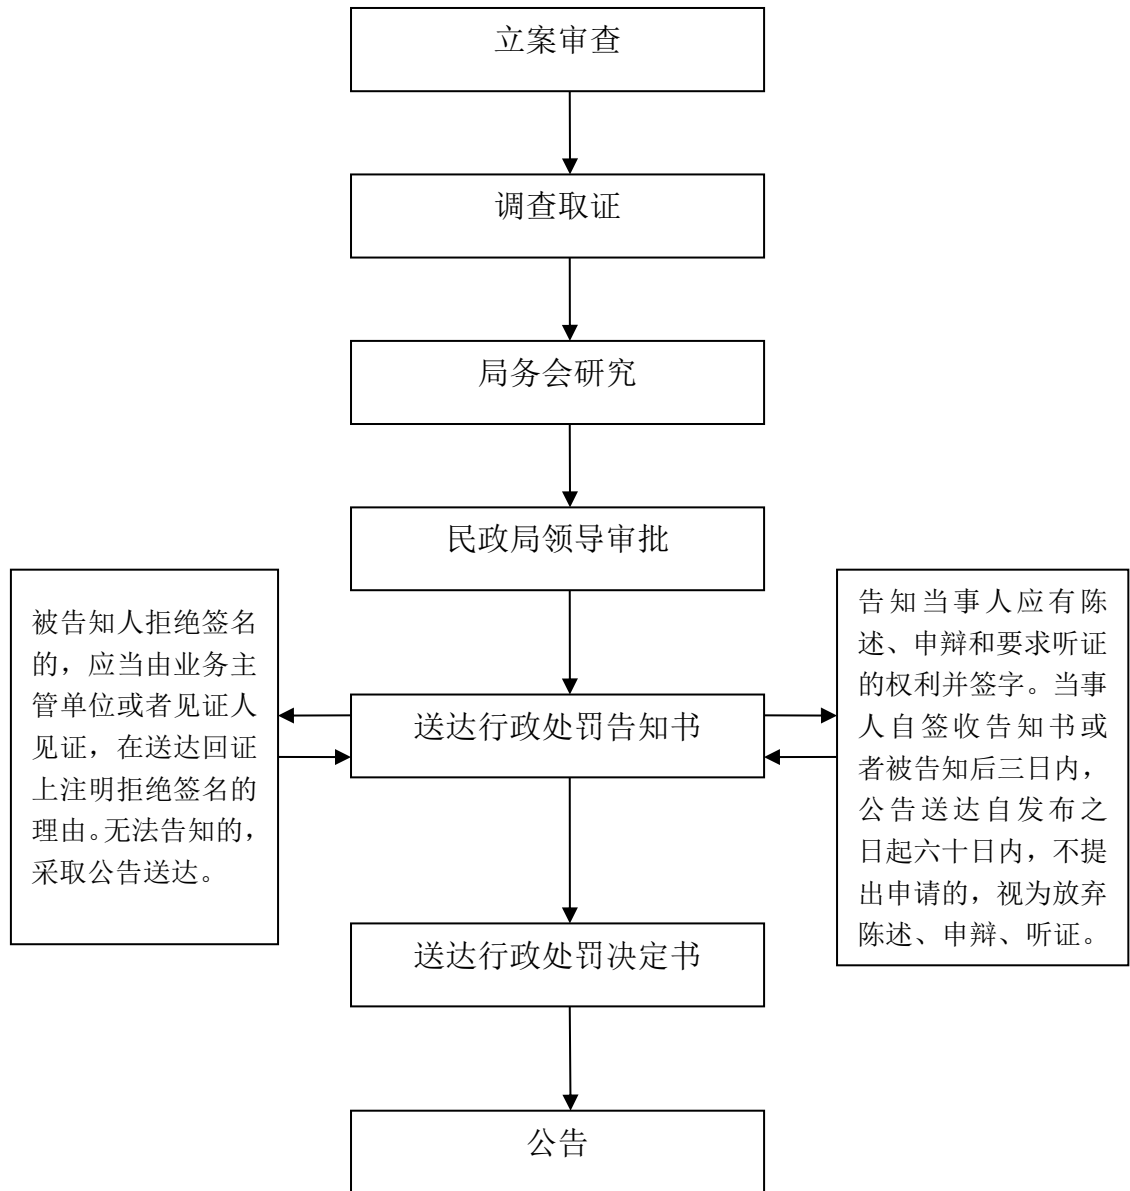 立案审查
调查取证
局务会研究
民政局领导审批
被告知人拒绝签名
的，应当由业务主
管单位或者见证人
见证，在送达回证
上注明拒绝签名的
理由。无法告知的，
采取公告送达。
送达行政处罚告知书
告知当事人应有陈
述、申辩和要求听证
的权利并签字。当事
人自签收告知书或
者被告知后三日内，
公告送达自发布之
日起六十日内，不提
出申请的，视为放弃
陈述、申辩、听证。
送达行政处罚决定书
公告